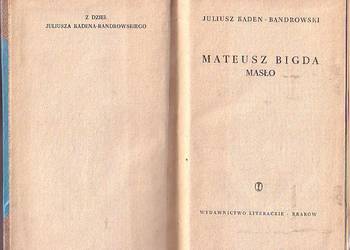 Z DZIEŁ
JULIUSZA KADENA-BANDROWSKIEGO
JULIUSZ KADEN-BANDROWSKI
MATEUSZ BIGDA
MASŁO
WYDAWNICTWO LITERACKIE · KRAKÓW